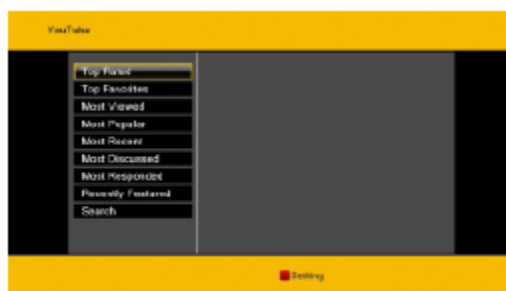 YouTube
Top Rated
Top Favorites
Most Viewed
Most Popular
Most Recent
Most Discussed
Most Responded
Recently Featured
Search
Setting